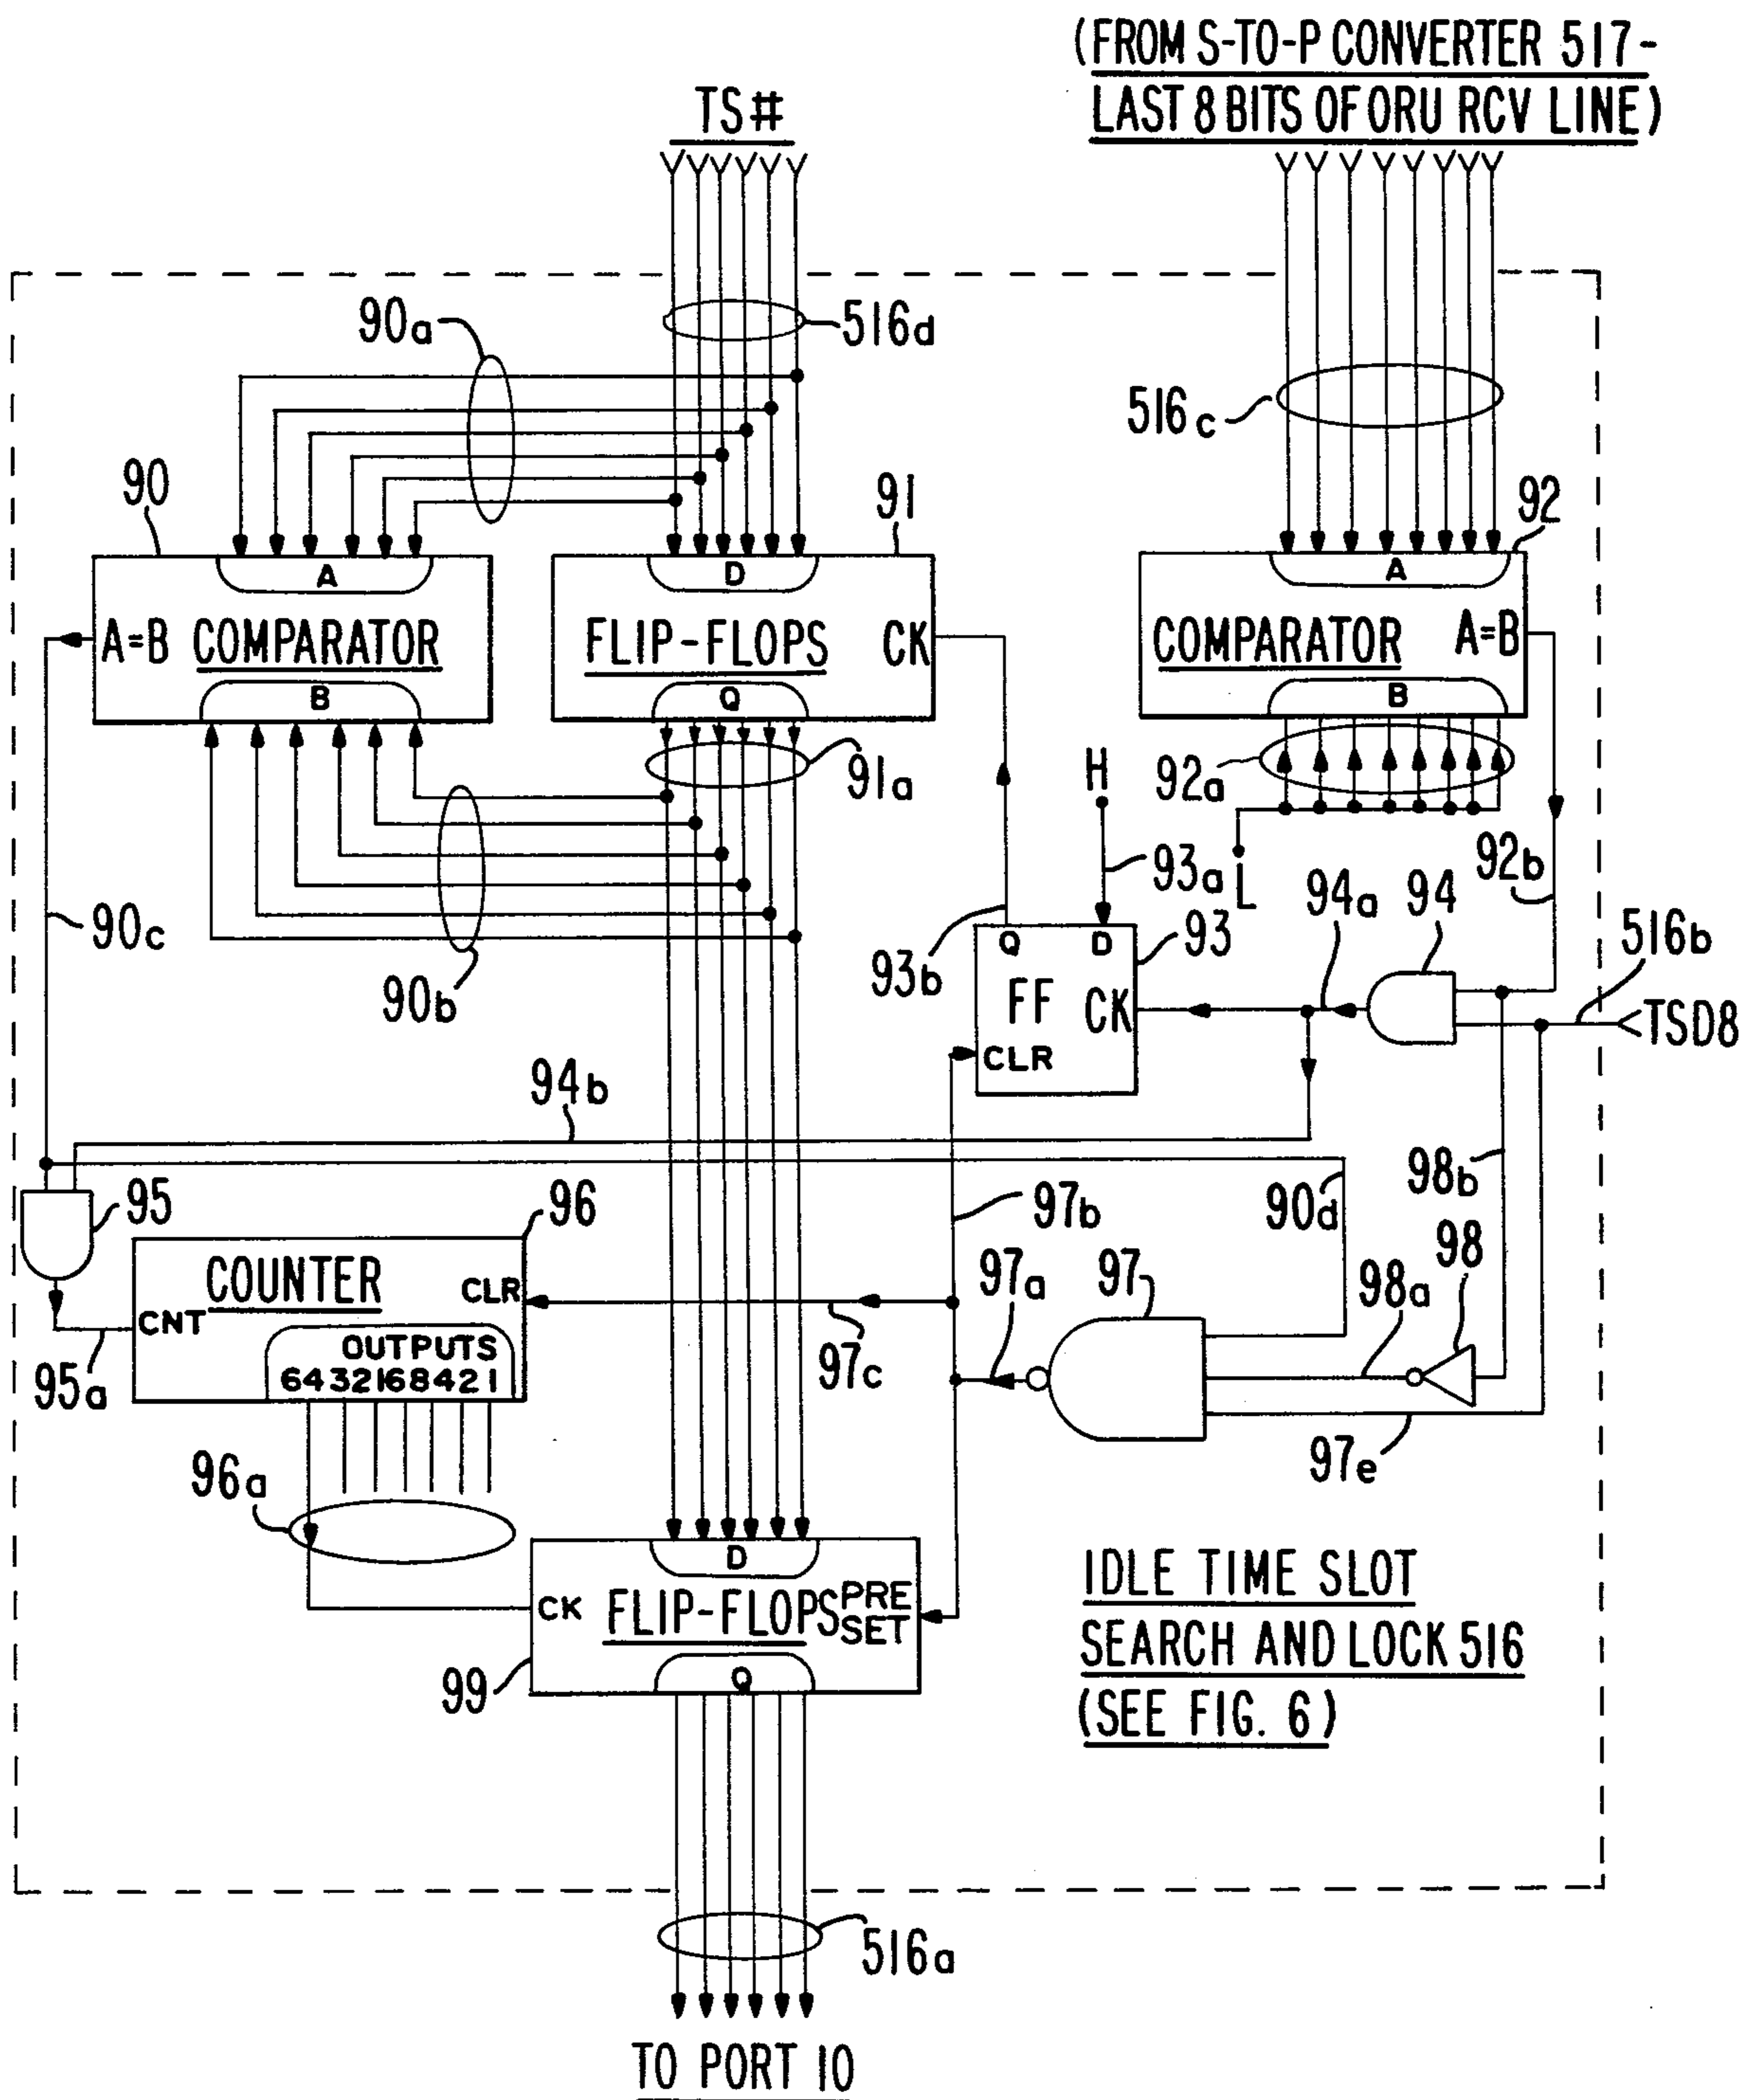 (FROM S-TO-P CONVERTER 517-
LAST 8 BITS OF ORU RCV LINE)
TS#
516d
90a
516c
90
91
92
A
D
A
A=B COMPARATOR
FLIP-FLOPS CK
COMPARATOR A=B
B
Q
B
91a
H
92a
92b
93a
L
94a
94
516b
90c
90b
93b
Q
D
93
FF
CK
CLR
TSD8
94b
98b
95
96
97b
90d
COUNTER
CLR
97a
97
98a
98
CNT
OUTPUTS
64 32 16 8 4 2 1
95a
97c
97e
96a
D
CK FLIP-FLOPS PRE
SET
Q
99
IDLE TIME SLOT
SEARCH AND LOCK 516
(SEE FIG. 6)
516a
TO PORT 10